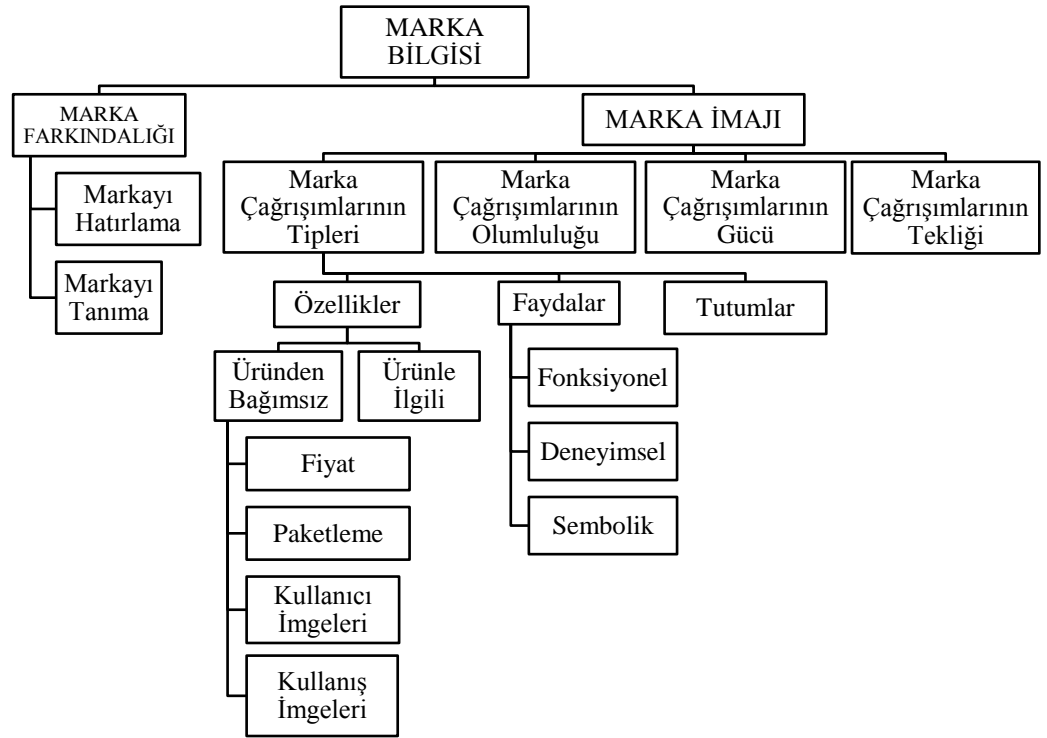 MARKA
BİLGİSİ
MARKA
FARKINDALIĞI
MARKA İMAJI
Markayı
Hatırlama
Markayı
Tanıma
Marka
Çağrışımlarının
Tipleri
Marka
Çağrışımlarının
Olumluluğu
Marka
Çağrışımlarının
Gücü
Marka
Çağrışımlarının
Tekliği
Özellikler
Faydalar
Tutumlar
Üründen
Bağımsız
Ürünle
İlgili
Fiyat
Paketleme
Kullanıcı
İmgeleri
Kullanış
İmgeleri
Fonksiyonel
Deneyimsel
Sembolik